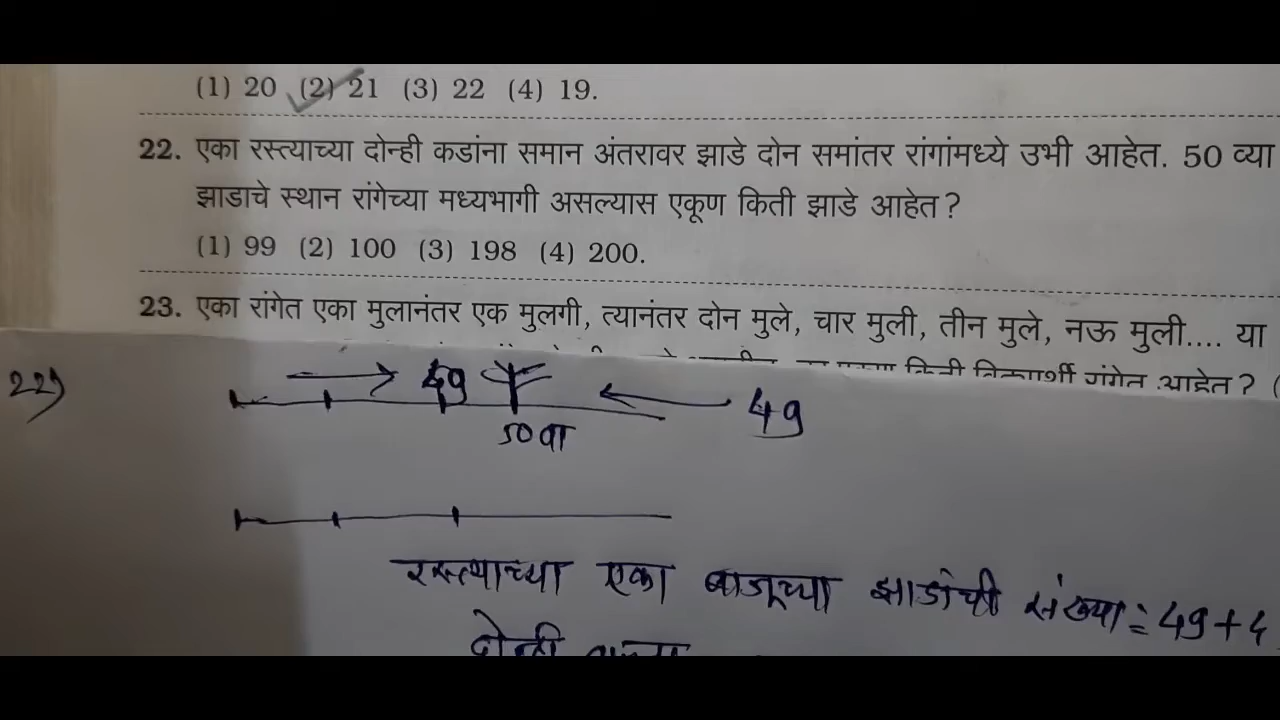 (1) 20 (2) 21 (3) 22 (4) 19.
22. एका रस्त्याच्या दोन्ही कडांना समान अंतरावर झाडे दोन समांतर रांगांमध्ये उभी आहेत. 50 व्या
झाडाचे स्थान रांगेच्या मध्यभागी असल्यास एकूण किती झाडे आहेत?
(1) 99 (2) 100 (3) 198 (4) 200.
23. एका रांगेत एका मुलानंतर एक मुलगी, त्यानंतर दोन मुले, चार मुली, तीन मुले, नऊ मुली.... या
किती विद्यार्थी रांगेत आहेत? (
22)
49
49
50वा
रस्त्याच्या एका बाजूच्या झाडांची संख्या = 49 + 4
दोन्ही